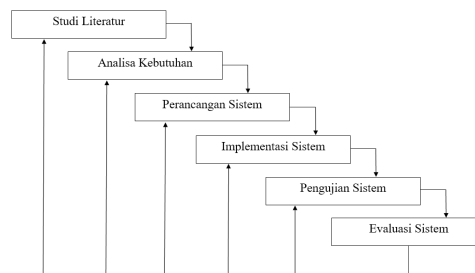 Studi Literatur
Analisa Kebutuhan
Perancangan Sistem
Implementasi Sistem
Pengujian Sistem
Evaluasi Sistem